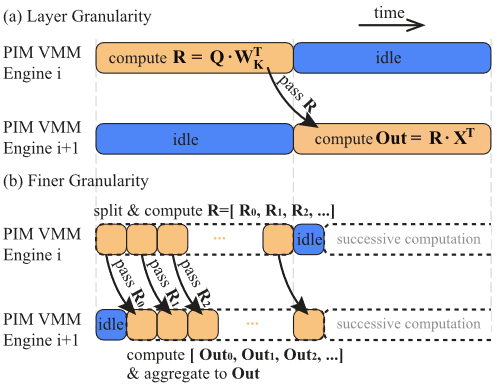 (a) Layer Granularity
time
PIM VMM
Engine i
compute R = Q · W_K^T
idle
pass R
PIM VMM
Engine i+1
idle
compute Out = R · X^T
(b) Finer Granularity
split & compute R=[ R₀, R₁, R₂, ...]
PIM VMM
Engine i
...
idle
successive computation
pass R₀
pass R₁
pass R₂
PIM VMM
Engine i+1
idle
...
successive computation
compute [ Out₀, Out₁, Out₂, ...]
& aggregate to Out